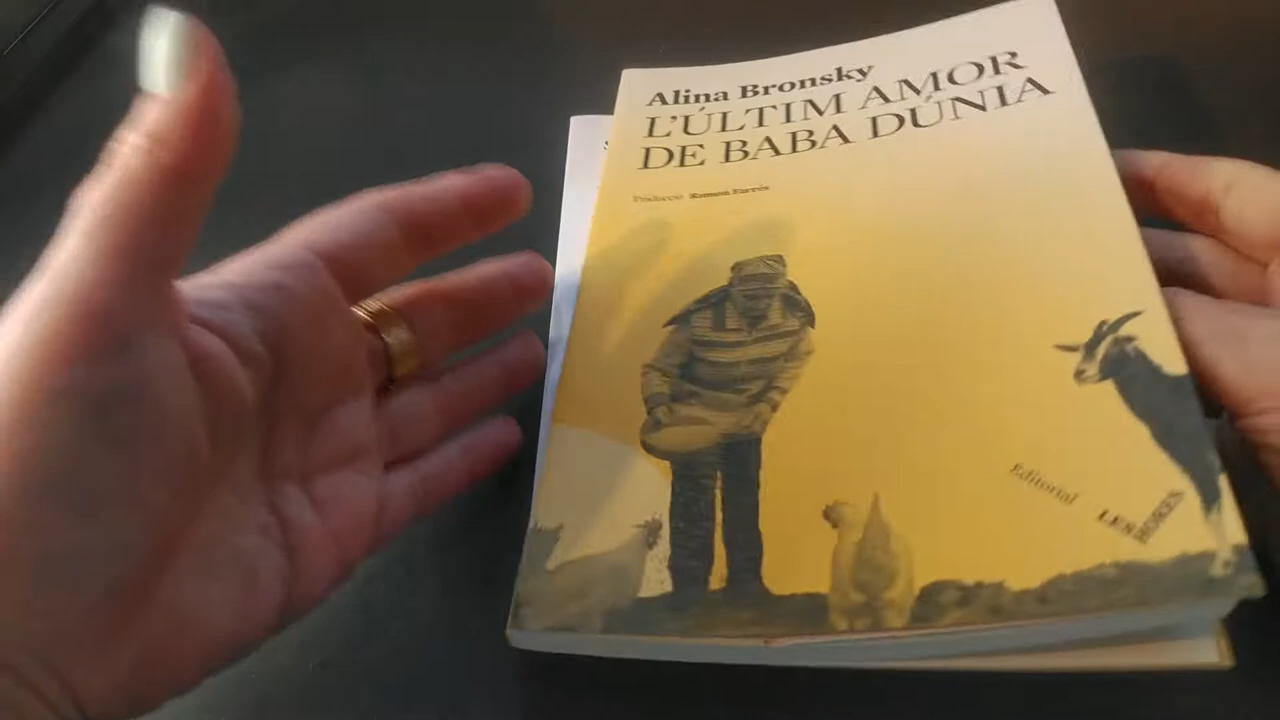 Alina Bronsky
L'ÚLTIM AMOR
DE BABA DÚNIA
Traducció Ramon Farrés
Editorial
LES HORES